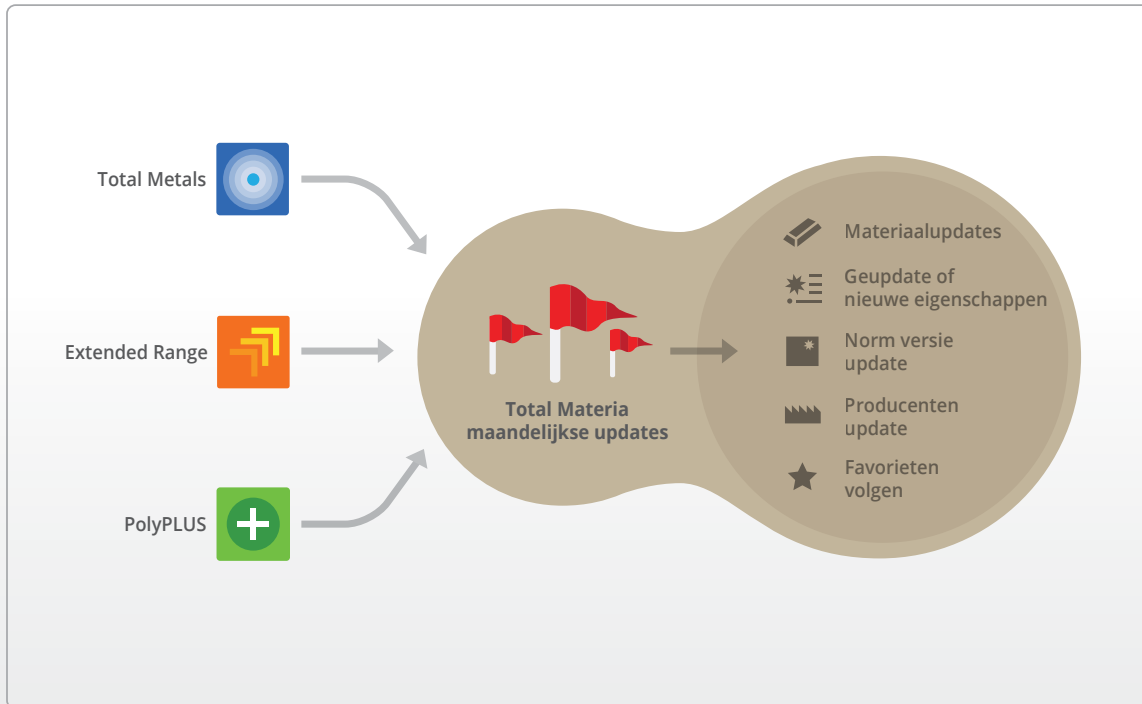 Total Metals
Extended Range
PolyPLUS
Total Materia
maandelijkse updates
Materiaalupdates
Geupdate of
nieuwe eigenschappen
Norm versie
update
Producenten
update
Favorieten
volgen